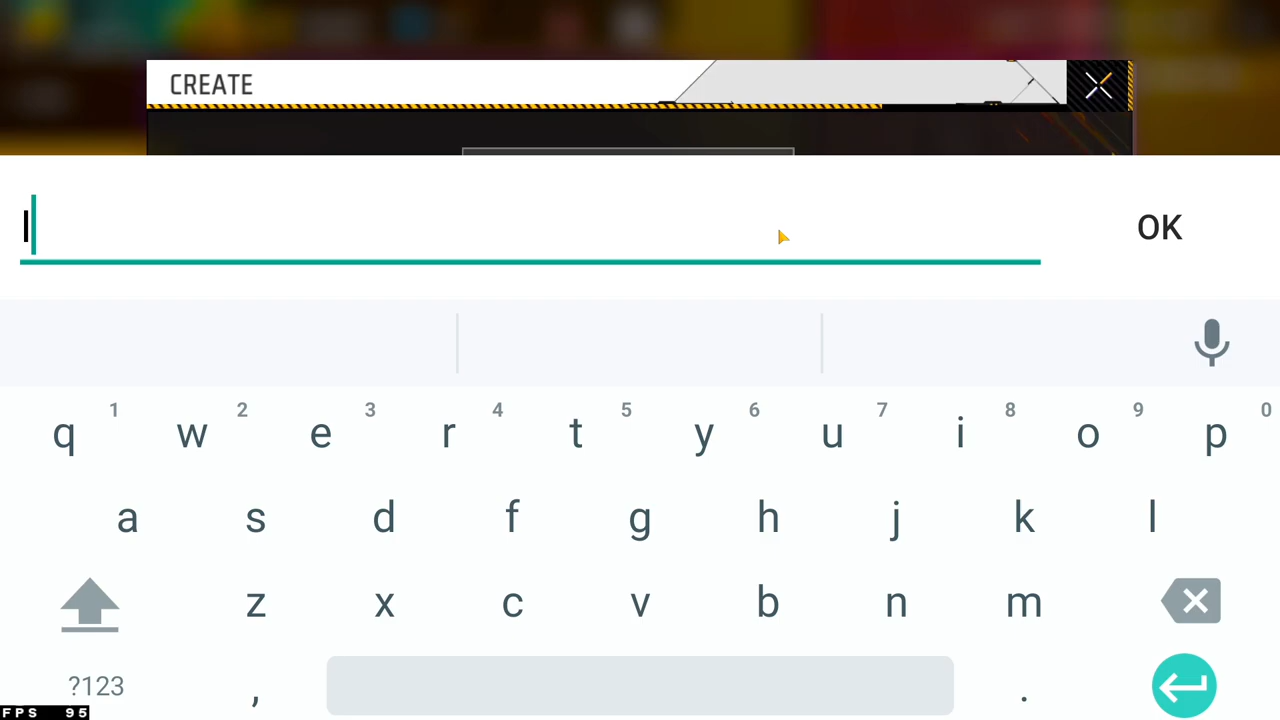 CREATE
l
OK
1 2 3 4 5 6 7 8 9 0
q w e r t y u i o p
a s d f g h j k l
z x c v b n m
?123 , .
FPS 95